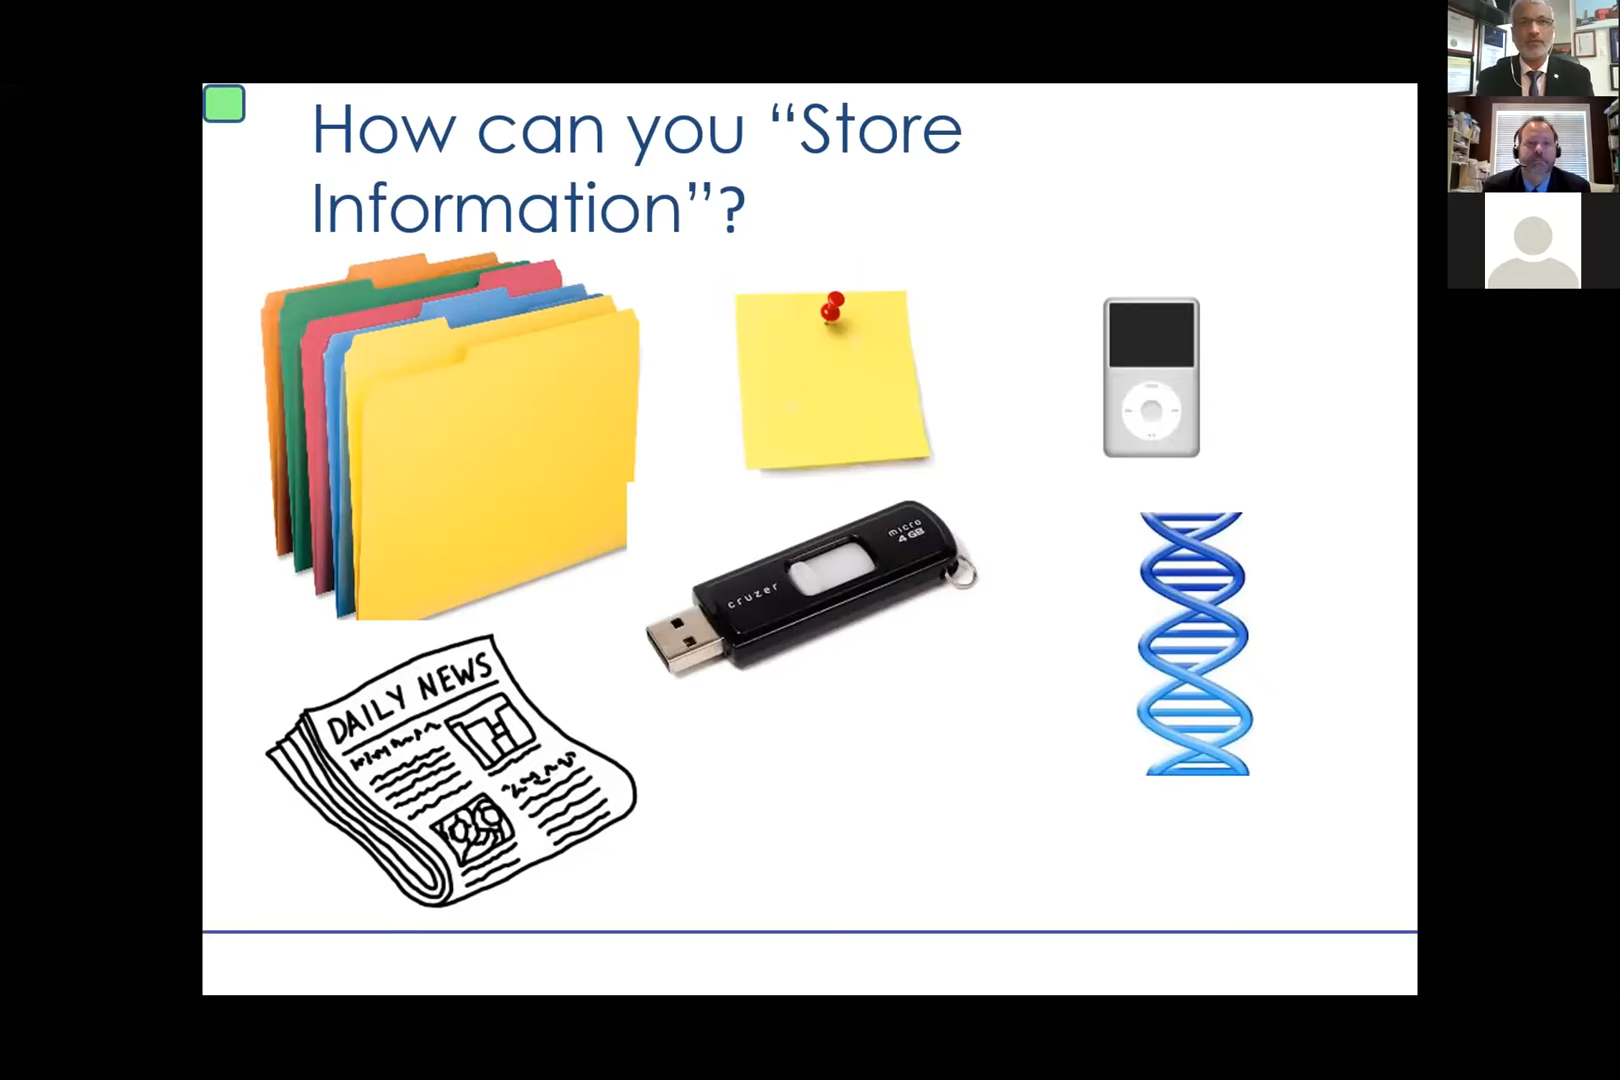 How can you “Store
Information”?
micro
4 GB
cruzer
DAILY NEWS